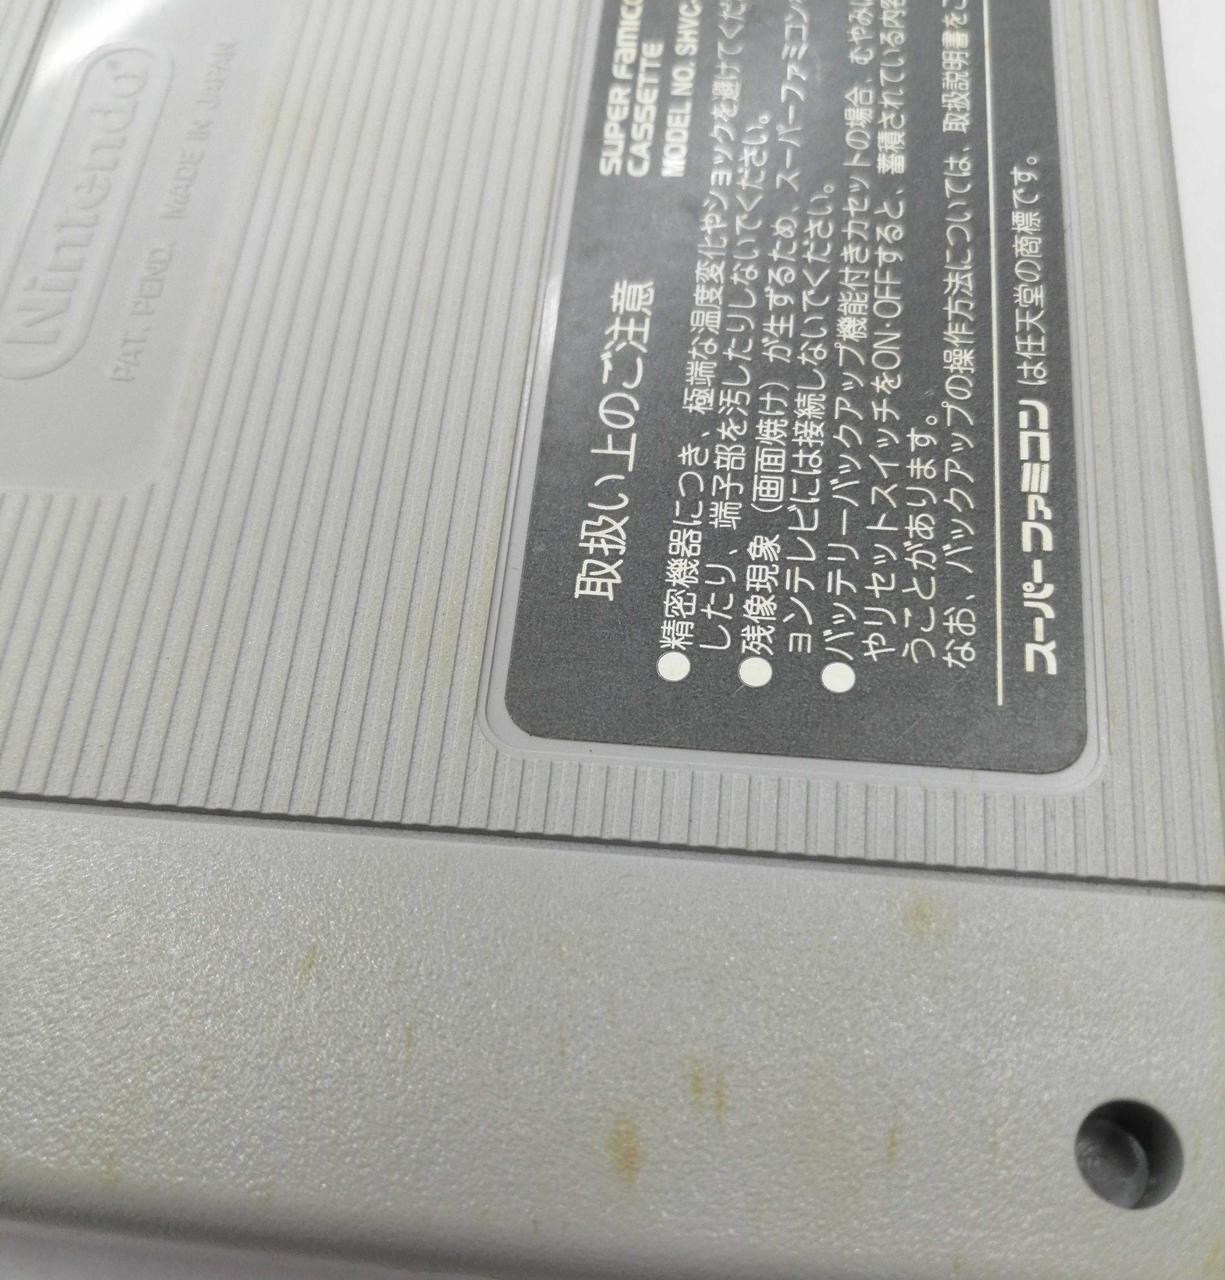 Nintendo
PAT. PEND. MADE IN JAPAN
SUPER FAMIC
CASSETTE
MODEL NO. SHVC-
取扱い上のご注意
●精密機器につき、極端な温度変化やショックを避けてくだ
したり、端子部を汚したりしないでください。
●残像現象（画面焼け）が生ずるため、スーパーファミコン
ョンテレビには接続しないでください。
●バッテリーバックアップ機能付きカセットの場合、むやみに
やリセットスイッチをON・OFFすると、蓄積されている内容
うことがあります。
なお、バックアップの操作方法については、取扱説明書をご
スーパーファミコンは任天堂の商標です。